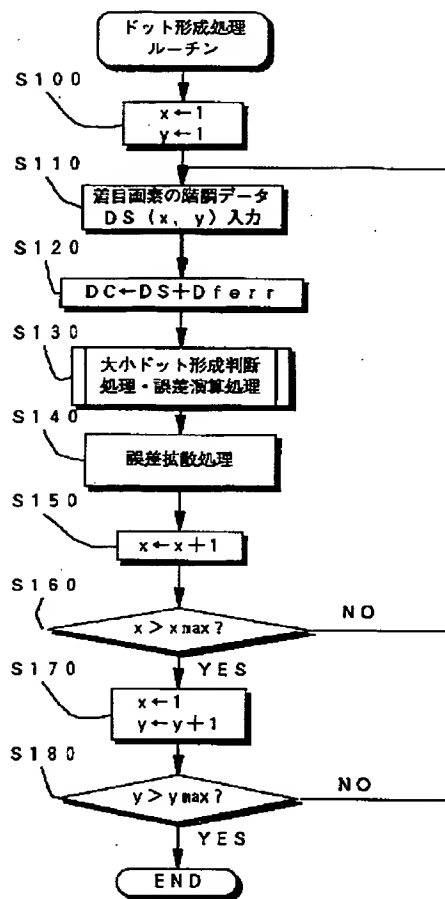 ドット形成処理
ルーチン
S100
x←1
y←1
S110
着目画素の階調データ
DS(x, y)入力
S120
DC←DS+Dferr
S130
大小ドット形成判断
処理・誤差演算処理
S140
誤差拡散処理
S150
x←x+1
S160
x>xmax?
NO
YES
S170
x←1
y←y+1
S180
y>ymax?
NO
YES
END